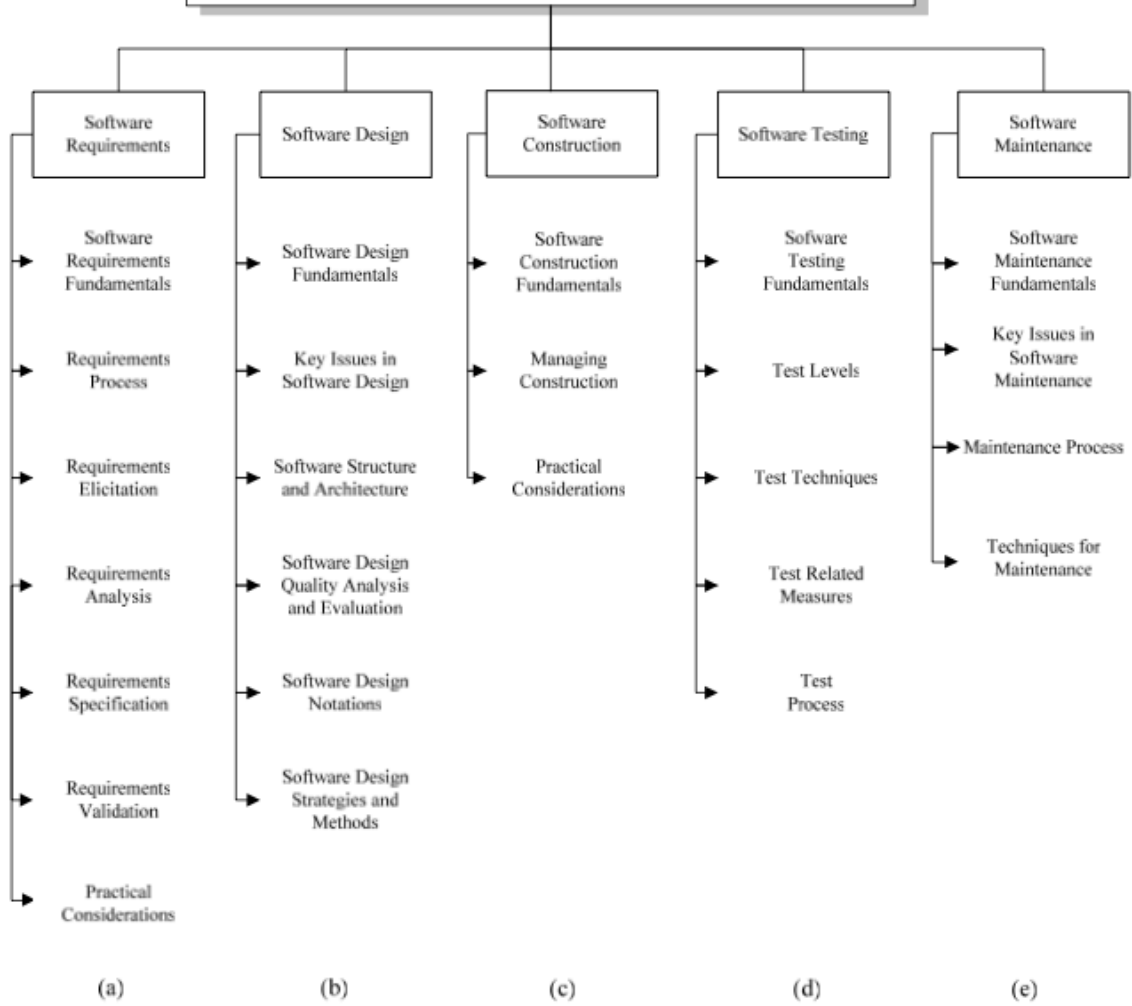 Software
Requirements
Software Design
Software
Construction
Software Testing
Software
Maintenance
Software
Requirements
Fundamentals
Requirements
Process
Requirements
Elicitation
Requirements
Analysis
Requirements
Specification
Requirements
Validation
Practical
Considerations
(a)
Software Design
Fundamentals
Key Issues in
Software Design
Software Structure
and Architecture
Software Design
Quality Analysis
and Evaluation
Software Design
Notations
Software Design
Strategies and
Methods
(b)
Software
Construction
Fundamentals
Managing
Construction
Practical
Considerations
(c)
Sofware
Testing
Fundamentals
Test Levels
Test Techniques
Test Related
Measures
Test
Process
(d)
Software
Maintenance
Fundamentals
Key Issues in
Software
Maintenance
Maintenance Process
Techniques for
Maintenance
(e)